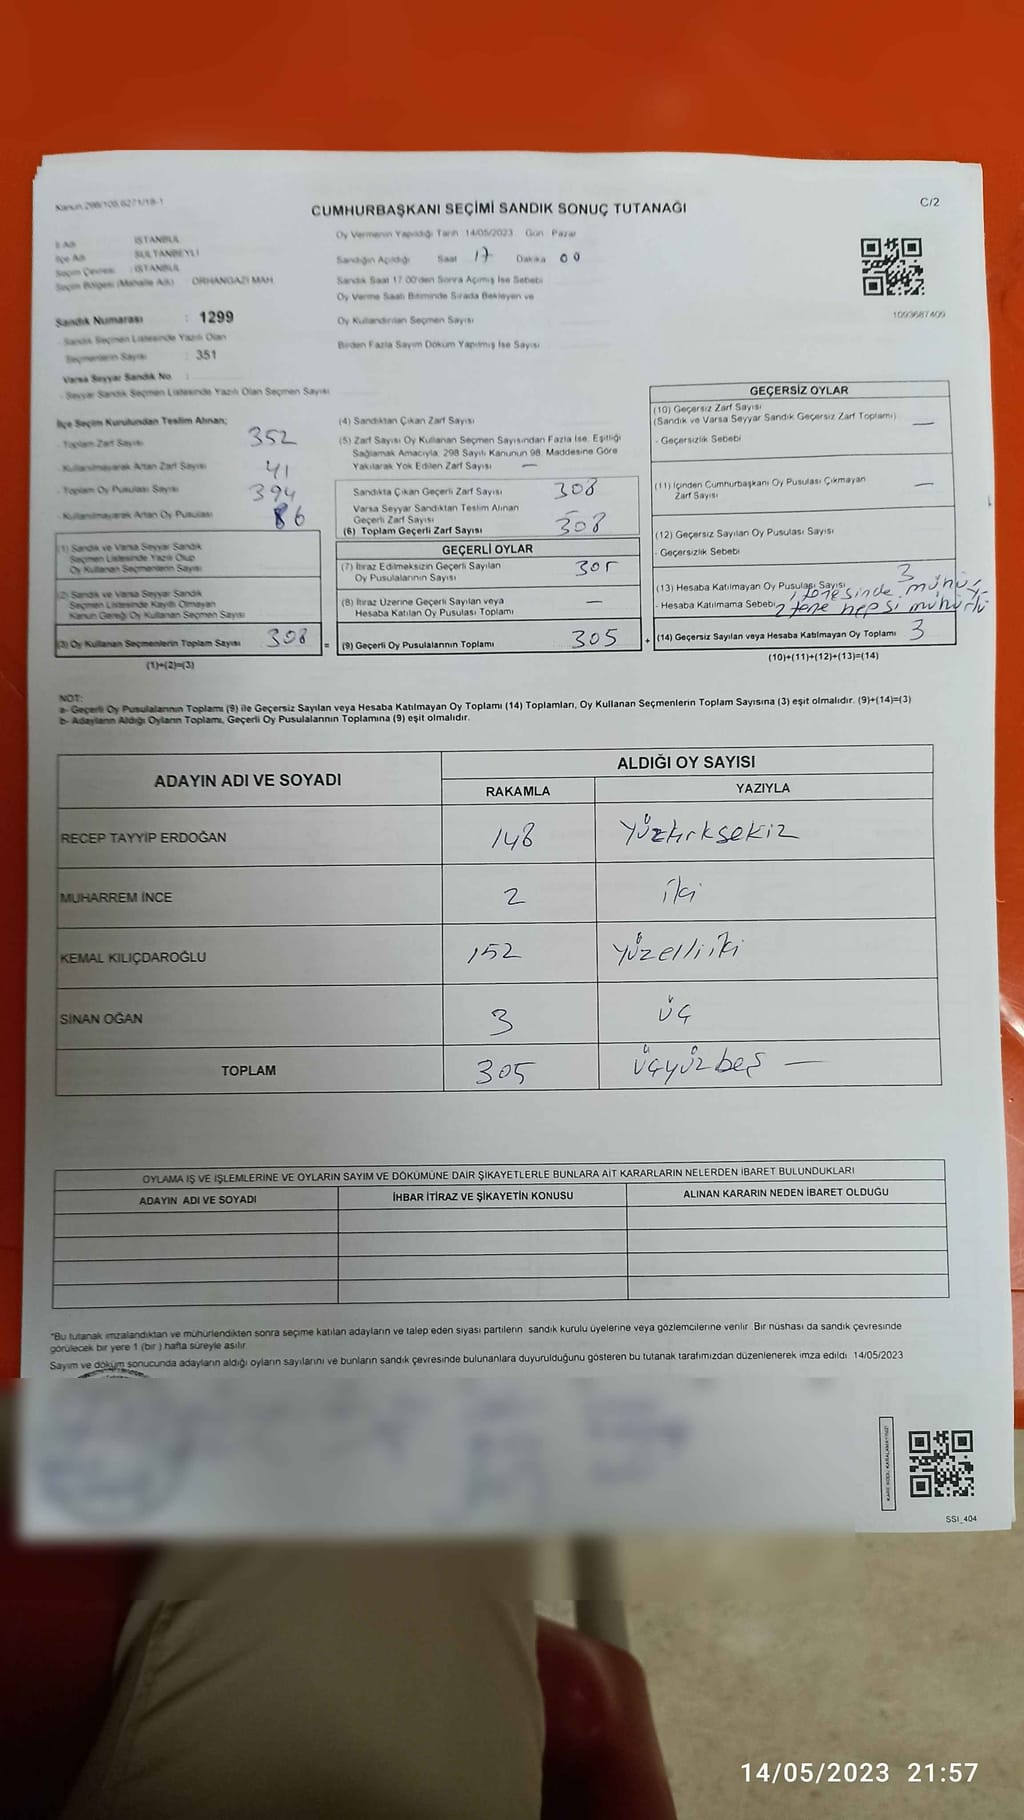 Kanun 298/105,6271/18-1
CUMHURBAŞKANI SEÇİMİ SANDIK SONUÇ TUTANAĞI
C/2
İl Adı : İSTANBUL
İlçe Adı : SULTANBEYLİ
Seçim Çevresi : İSTANBUL
Seçim Bölgesi (Mahalle Adı) : ORHANGAZİ MAH
Sandık Numarası : 1299
- Sandık Seçmen Listesinde Yazılı Olan
Seçmenlerin Sayısı : 351
Varsa Seyyar Sandık No :
- Seyyar Sandık Seçmen Listesinde Yazılı Olan Seçmen Sayısı
Oy Vermenin Yapıldığı Tarih 14/05/2023 Gün Pazar
Sandığın Açıldığı Saat 17 Dakika 00
Sandık Saat 17.00'den Sonra Açmış İse Sebebi
Oy Verme Saati Bitiminde Sırada Bekleyen ve
Oy Kullandırılan Seçmen Sayısı
Birden Fazla Sayım Döküm Yapılmış İse Sayısı
1093687409
İlçe Seçim Kurulundan Teslim Alınan;
- Toplam Zarf Sayısı 352
- Kullanılmayarak Artan Zarf Sayısı 41
- Toplam Oy Pusulası Sayısı 394
- Kullanılmayarak Artan Oy Pusulası 86
(1) Sandık ve Varsa Seyyar Sandık
Seçmen Listesinde Yazılı Olup
Oy Kullanan Seçmenlerin Sayısı
(2) Sandık ve Varsa Seyyar Sandık
Seçmen Listesinde Kayıtlı Olmayan
Kanun Gereği Oy Kullanan Seçmen Sayısı
(3) Oy Kullanan Seçmenlerin Toplam Sayısı 308
(1)+(2)=(3)
(4) Sandıktan Çıkan Zarf Sayısı
(5) Zarf Sayısı Oy Kullanan Seçmen Sayısından Fazla İse, Eşitliği
Sağlamak Amacıyla, 298 Sayılı Kanunun 98. Maddesine Göre
Yakılarak Yok Edilen Zarf Sayısı —
Sandıkta Çıkan Geçerli Zarf Sayısı 308
Varsa Seyyar Sandıktan Teslim Alınan
Geçerli Zarf Sayısı
(6) Toplam Geçerli Zarf Sayısı 308
GEÇERLİ OYLAR
(7) İtiraz Edilmeksizin Geçerli Sayılan
Oy Pusulalarının Sayısı 305
(8) İtiraz Üzerine Geçerli Sayılan veya
Hesaba Katılan Oy Pusulası Toplamı —
= (9) Geçerli Oy Pusulalarının Toplamı 305
GEÇERSİZ OYLAR
(10) Geçersiz Zarf Sayısı
(Sandık ve Varsa Seyyar Sandık Geçersiz Zarf Toplamı) —
- Geçersizlik Sebebi
(11) İçinden Cumhurbaşkanı Oy Pusulası Çıkmayan
Zarf Sayısı —
(12) Geçersiz Sayılan Oy Pusulası Sayısı
- Geçersizlik Sebebi
(13) Hesaba Katılmayan Oy Pusulası Sayısı 3
- Hesaba Katılmama Sebebi 1 tanesinde
2 tane hepsi mühürlü
+ (14) Geçersiz Sayılan veya Hesaba Katılmayan Oy Toplamı 3
(10)+(11)+(12)+(13)=(14)
NOT:
a- Geçerli Oy Pusulalarının Toplamı (9) ile Geçersiz Sayılan veya Hesaba Katılmayan Oy Toplamı (14) Toplamları, Oy Kullanan Seçmenlerin Toplam Sayısına (3) eşit olmalıdır. (9)+(14)=(3)
b- Adayların Aldığı Oyların Toplamı, Geçerli Oy Pusulalarının Toplamına (9) eşit olmalıdır.
ADAYIN ADI VE SOYADI
ALDIĞI OY SAYISI
RAKAMLA YAZIYLA
RECEP TAYYİP ERDOĞAN 148 Yüzkırksekiz
MUHARREM İNCE 2 iki
KEMAL KILIÇDAROĞLU 152 Yüzelliiki
SİNAN OĞAN 3 üç
TOPLAM 305 üçyüzbeş —
OYLAMA İŞ VE İŞLEMLERİNE VE OYLARIN SAYIM VE DÖKÜMÜNE DAİR ŞİKAYETLERLE BUNLARA AİT KARARLARIN NELERDEN İBARET BULUNDUKLARI
ADAYIN ADI VE SOYADI İHBAR İTİRAZ VE ŞİKAYETİN KONUSU ALINAN KARARIN NEDEN İBARET OLDUĞU
*Bu tutanak imzalandıktan ve mühürlendikten sonra seçime katılan adayların ve talep eden siyasi partilerin sandık kurulu üyelerine veya gözlemcilerine verilir. Bir nüshası da sandık çevresinde
görülecek bir yere 1 (bir ) hafta süreyle asılır.
Sayım ve döküm sonucunda adayların aldığı oyların sayılarını ve bunların sandık çevresinde bulunanlara duyurulduğunu gösteren bu tutanak tarafımızdan düzenlenerek imza edildi. 14/05/2023
KARE KODU KARALAMAYINIZ!
SSI_404
14/05/2023 21:57